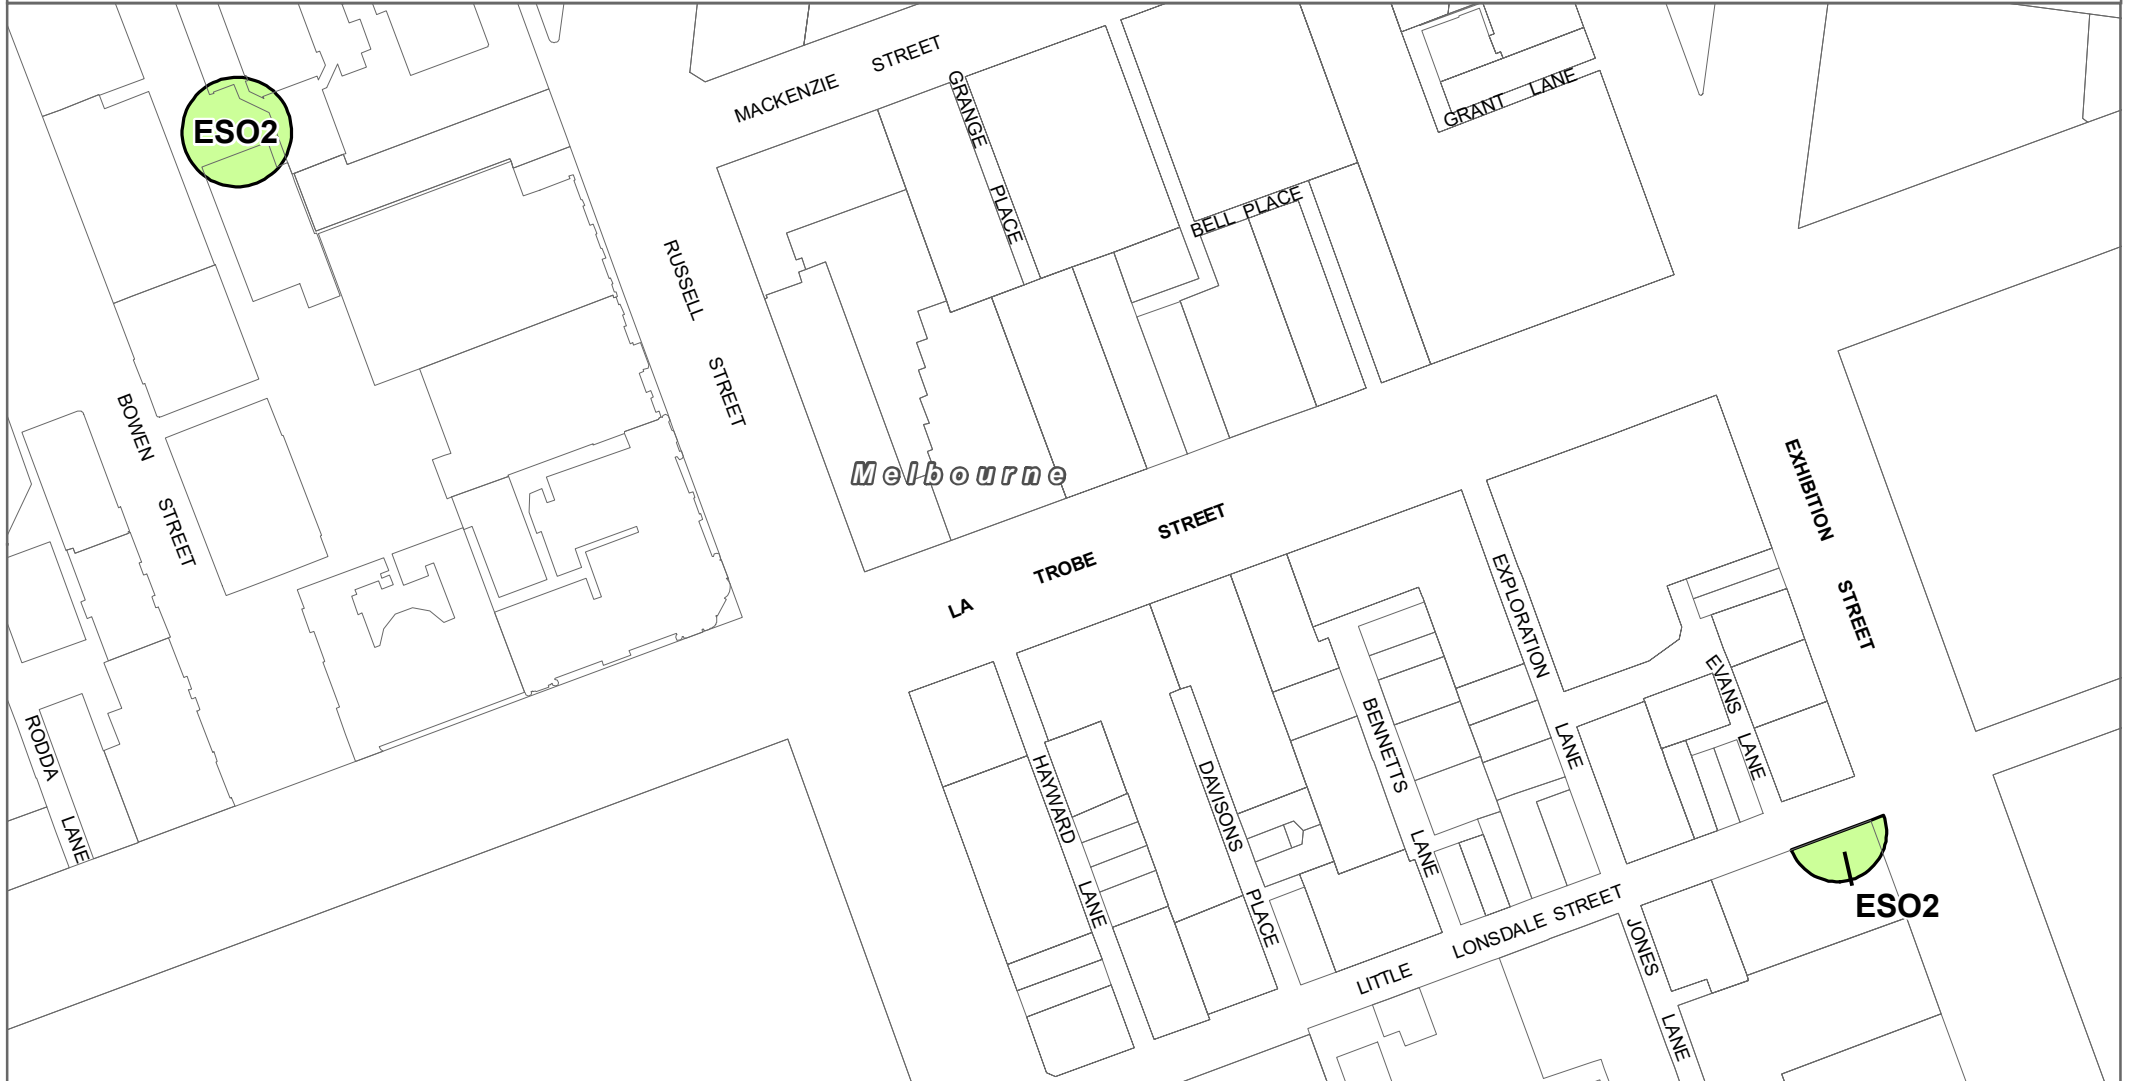 MACKENZIE STREET
GRANGE PLACE
GRANT LANE
ESO2
BELL PLACE
RUSSELL STREET
BOWEN STREET
Melbourne
LA TROBE STREET
EXHIBITION STREET
EXPLORATION LANE
EVANS LANE
BENNETTS LANE
RODDA LANE
HAYWARD LANE
DAVISONS PLACE
LITTLE LONSDALE STREET
JONES LANE
ESO2